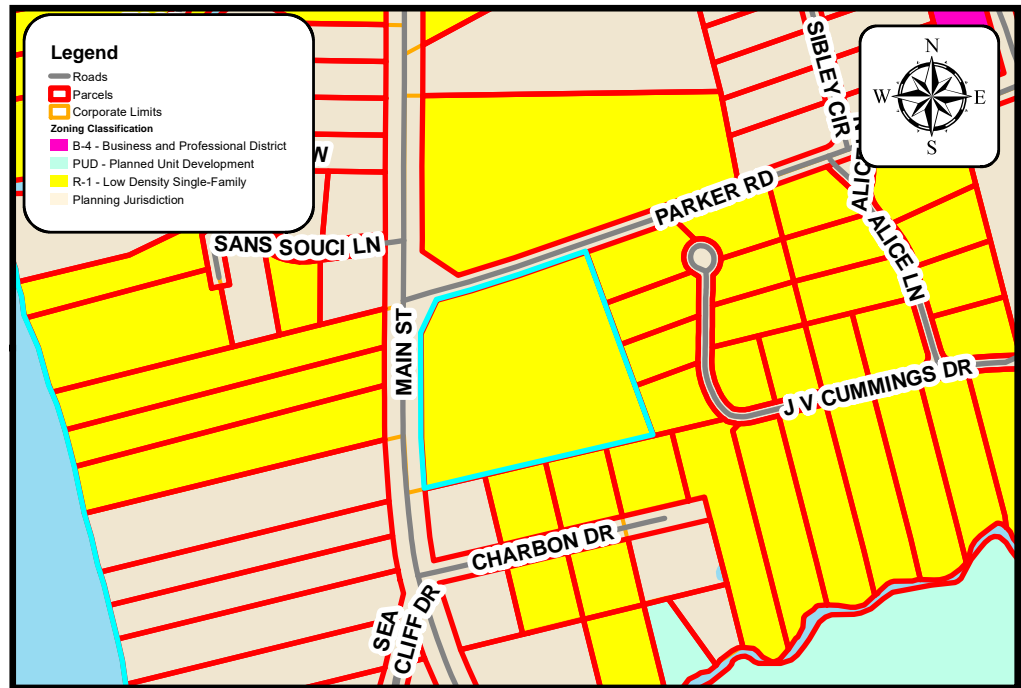 Legend
Roads
Parcels
Corporate Limits
Zoning Classification
B-4 - Business and Professional District
PUD - Planned Unit Development
R-1 - Low Density Single-Family
Planning Jurisdiction
N
W E
S
SIBLEY CIR
ALICE LN
PARKER RD
SANS SOUCI LN
ALICE LN
MAIN ST
J V CUMMINGS DR
CHARBON DR
SEA
CLIFF DR